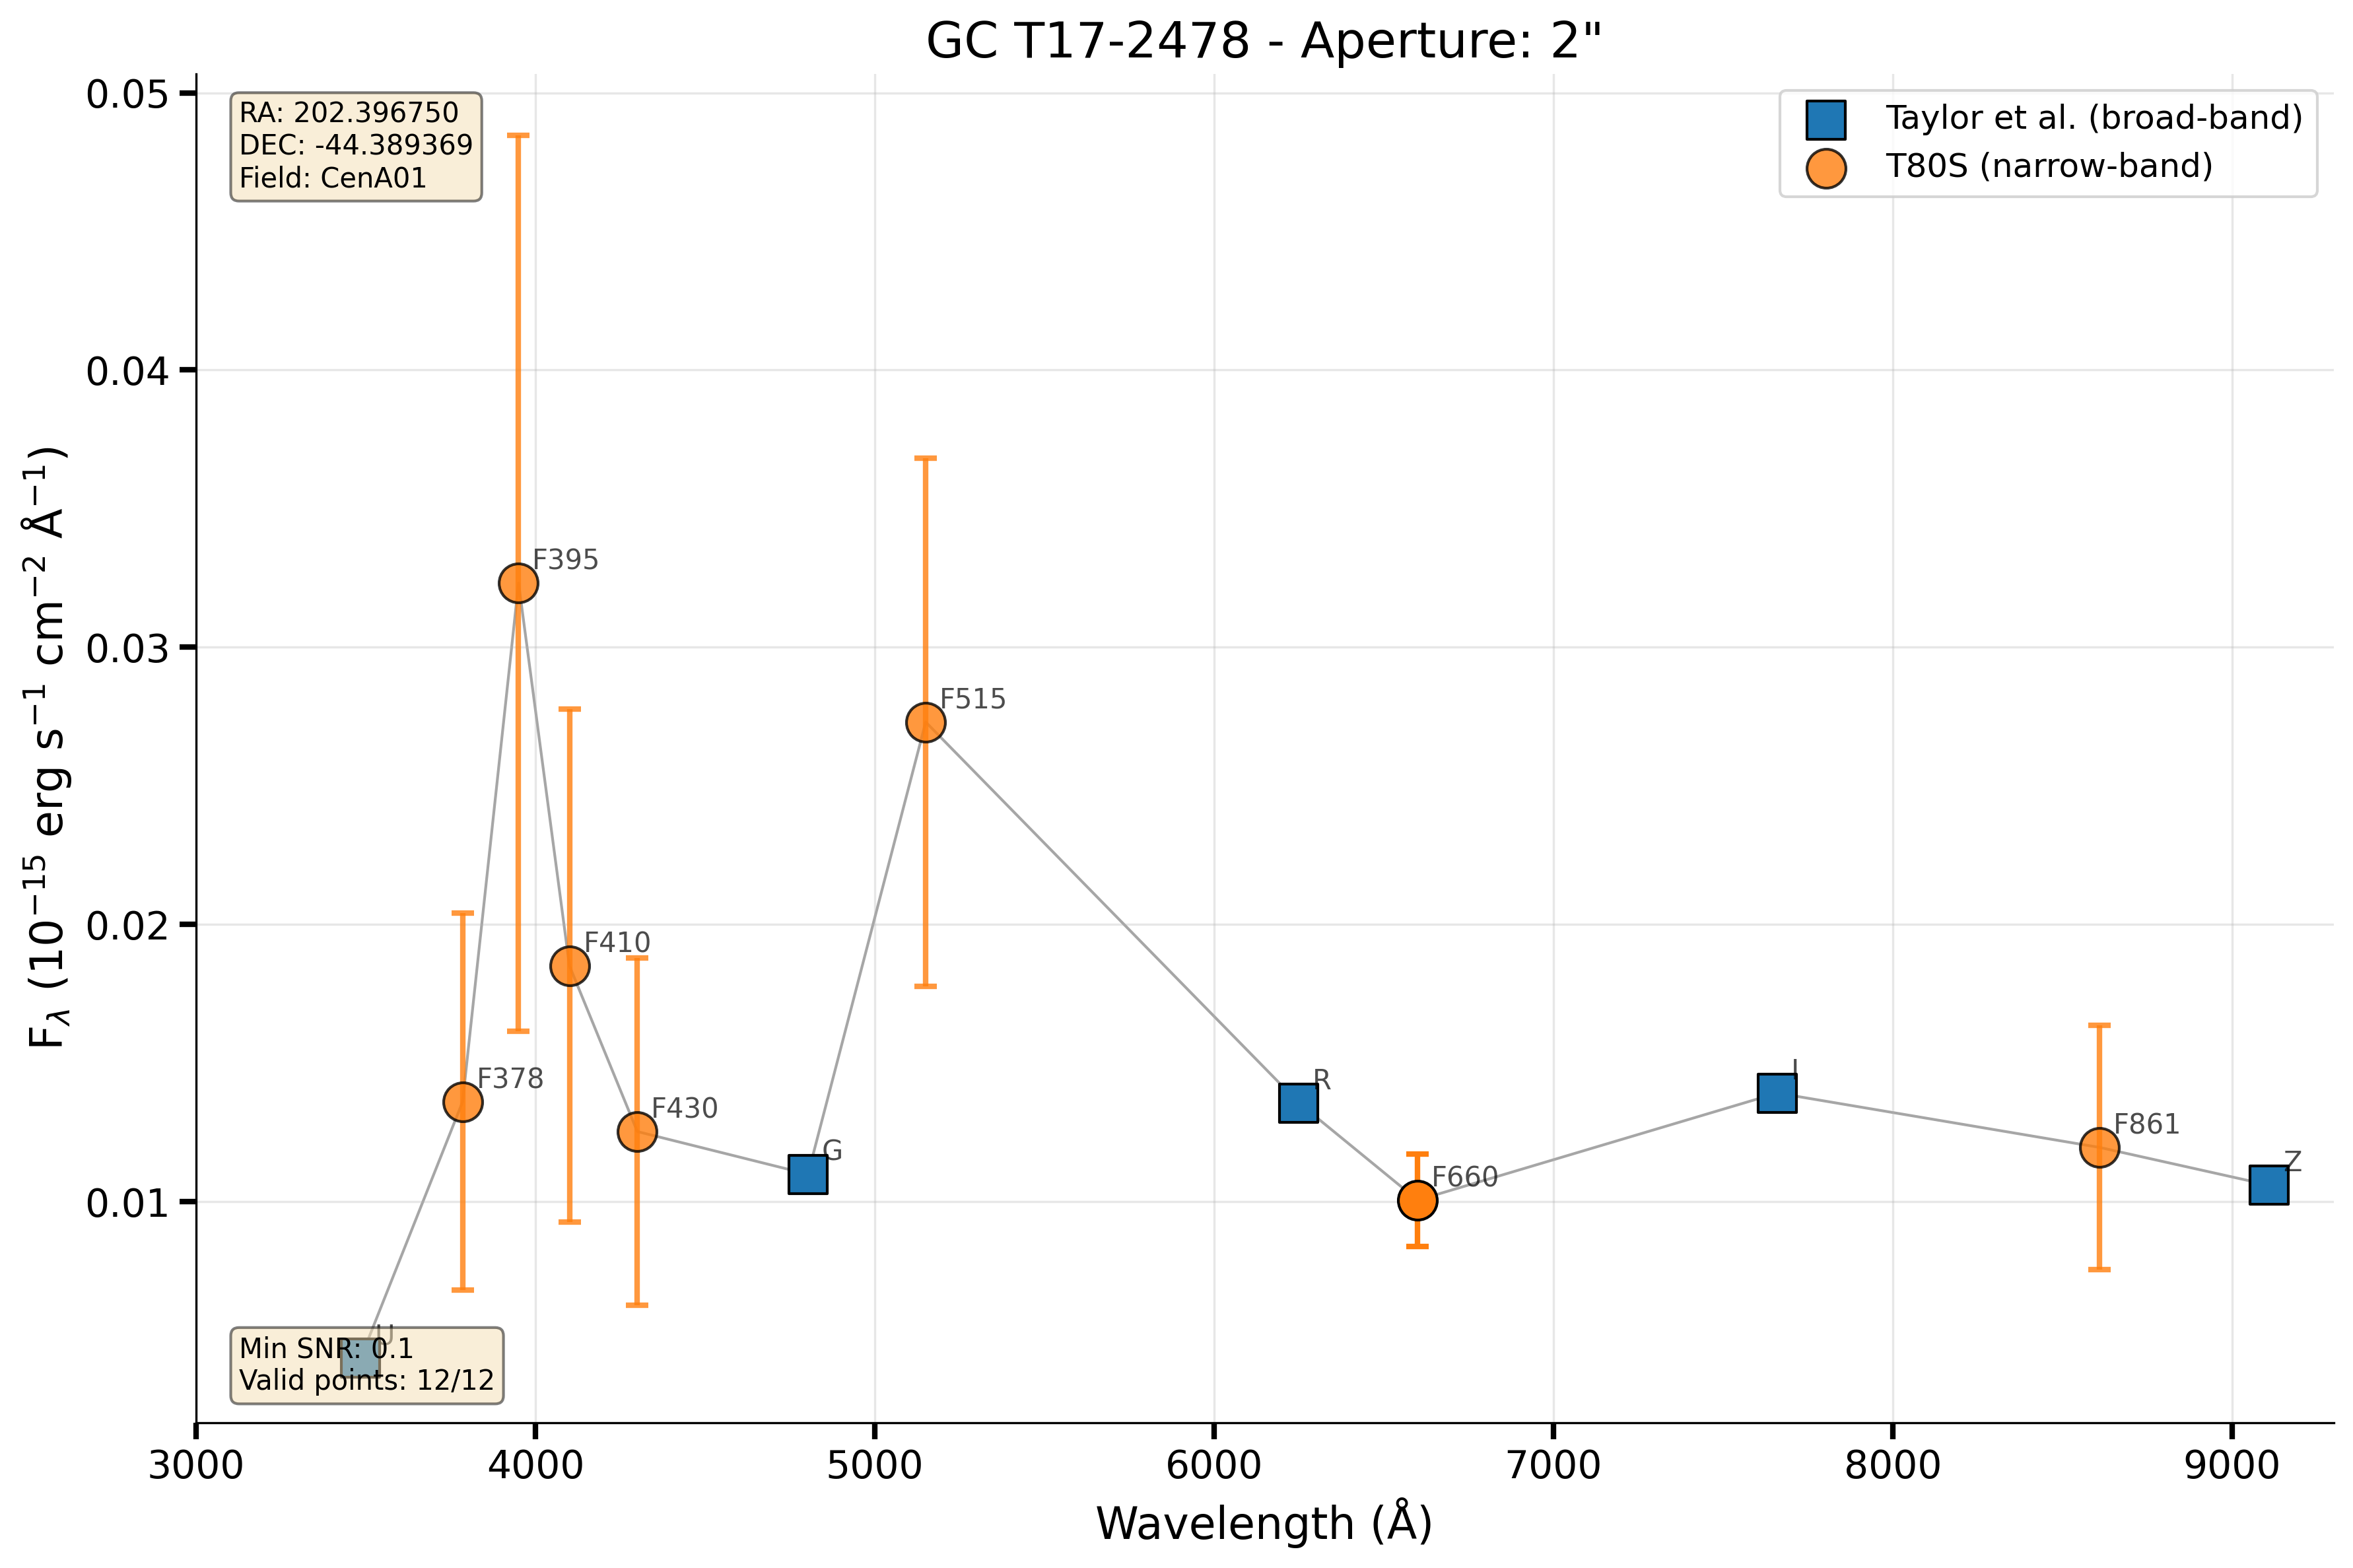 GC T17-2478 - Aperture: 2"
RA: 202.396750
DEC: -44.389369
Field: CenA01
Taylor et al. (broad-band)
T80S (narrow-band)
F$_λ$ (10$^{−15}$ erg s$^{−1}$ cm$^{−2}$ Å$^{−1}$)
0.05
0.04
0.03
0.02
0.01
F395
F515
F410
F378
F430
G
R
F660
I
F861
Z
U
Min SNR: 0.1
Valid points: 12/12
3000 4000 5000 6000 7000 8000 9000
Wavelength (Å)